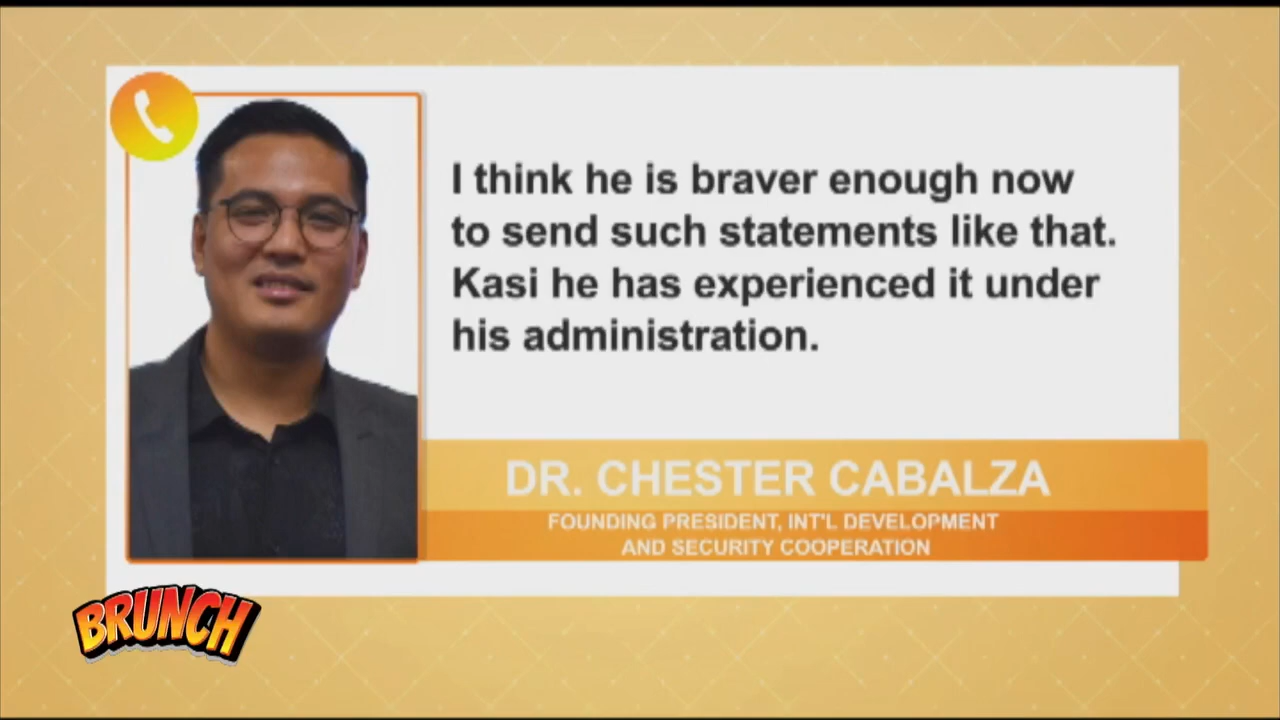 I think he is braver enough now
to send such statements like that.
Kasi he has experienced it under
his administration.
DR. CHESTER CABALZA
FOUNDING PRESIDENT, INT'L DEVELOPMENT
AND SECURITY COOPERATION
BRUNCH